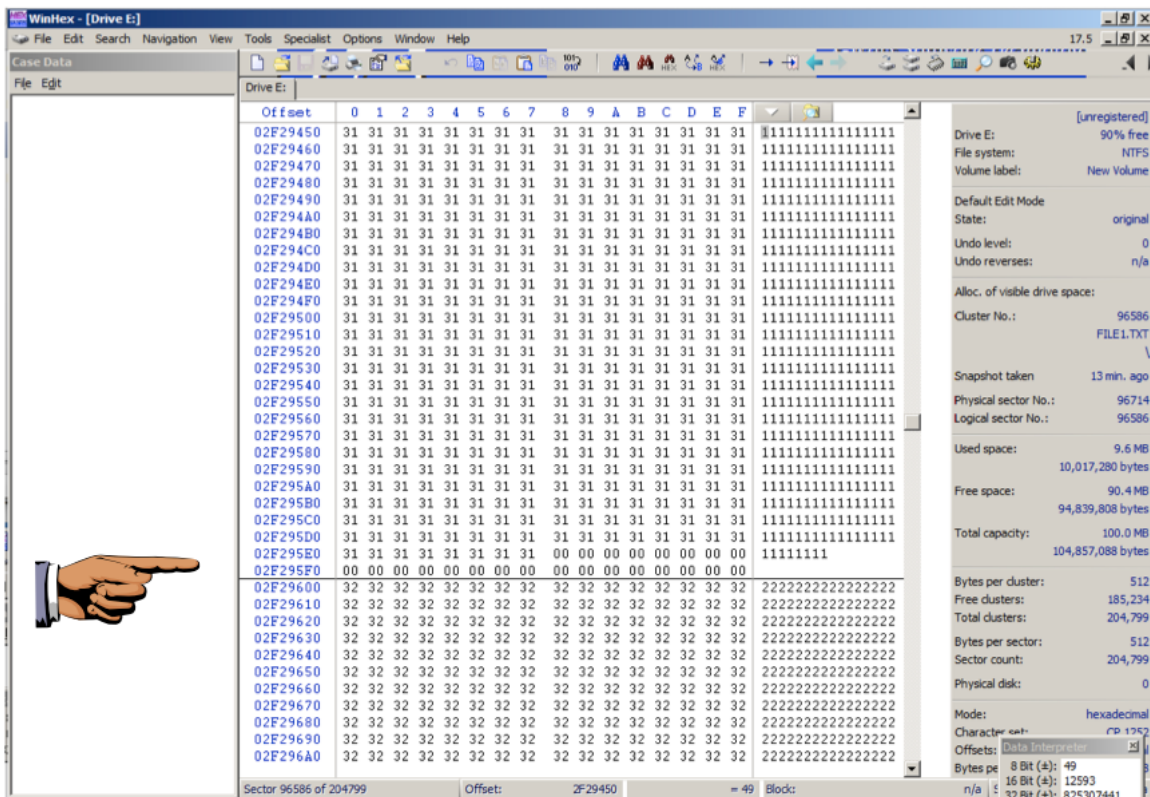 WinHex - [Drive E:]
File Edit Search Navigation View Tools Specialist Options Window Help 17.5
Case Data
File Edit
Drive E:
Offset 0 1 2 3 4 5 6 7 8 9 A B C D E F
02F29450 31 31 31 31 31 31 31 31 31 31 31 31 31 31 31 31 1111111111111111
02F29460 31 31 31 31 31 31 31 31 31 31 31 31 31 31 31 31 1111111111111111
02F29470 31 31 31 31 31 31 31 31 31 31 31 31 31 31 31 31 1111111111111111
02F29480 31 31 31 31 31 31 31 31 31 31 31 31 31 31 31 31 1111111111111111
02F29490 31 31 31 31 31 31 31 31 31 31 31 31 31 31 31 31 1111111111111111
02F294A0 31 31 31 31 31 31 31 31 31 31 31 31 31 31 31 31 1111111111111111
02F294B0 31 31 31 31 31 31 31 31 31 31 31 31 31 31 31 31 1111111111111111
02F294C0 31 31 31 31 31 31 31 31 31 31 31 31 31 31 31 31 1111111111111111
02F294D0 31 31 31 31 31 31 31 31 31 31 31 31 31 31 31 31 1111111111111111
02F294E0 31 31 31 31 31 31 31 31 31 31 31 31 31 31 31 31 1111111111111111
02F294F0 31 31 31 31 31 31 31 31 31 31 31 31 31 31 31 31 1111111111111111
02F29500 31 31 31 31 31 31 31 31 31 31 31 31 31 31 31 31 1111111111111111
02F29510 31 31 31 31 31 31 31 31 31 31 31 31 31 31 31 31 1111111111111111
02F29520 31 31 31 31 31 31 31 31 31 31 31 31 31 31 31 31 1111111111111111
02F29530 31 31 31 31 31 31 31 31 31 31 31 31 31 31 31 31 1111111111111111
02F29540 31 31 31 31 31 31 31 31 31 31 31 31 31 31 31 31 1111111111111111
02F29550 31 31 31 31 31 31 31 31 31 31 31 31 31 31 31 31 1111111111111111
02F29560 31 31 31 31 31 31 31 31 31 31 31 31 31 31 31 31 1111111111111111
02F29570 31 31 31 31 31 31 31 31 31 31 31 31 31 31 31 31 1111111111111111
02F29580 31 31 31 31 31 31 31 31 31 31 31 31 31 31 31 31 1111111111111111
02F29590 31 31 31 31 31 31 31 31 31 31 31 31 31 31 31 31 1111111111111111
02F295A0 31 31 31 31 31 31 31 31 31 31 31 31 31 31 31 31 1111111111111111
02F295B0 31 31 31 31 31 31 31 31 31 31 31 31 31 31 31 31 1111111111111111
02F295C0 31 31 31 31 31 31 31 31 31 31 31 31 31 31 31 31 1111111111111111
02F295D0 31 31 31 31 31 31 31 31 31 31 31 31 31 31 31 31 1111111111111111
02F295E0 31 31 31 31 31 31 31 31 00 00 00 00 00 00 00 00 11111111
02F295F0 00 00 00 00 00 00 00 00 00 00 00 00 00 00 00 00
02F29600 32 32 32 32 32 32 32 32 32 32 32 32 32 32 32 32 2222222222222222
02F29610 32 32 32 32 32 32 32 32 32 32 32 32 32 32 32 32 2222222222222222
02F29620 32 32 32 32 32 32 32 32 32 32 32 32 32 32 32 32 2222222222222222
02F29630 32 32 32 32 32 32 32 32 32 32 32 32 32 32 32 32 2222222222222222
02F29640 32 32 32 32 32 32 32 32 32 32 32 32 32 32 32 32 2222222222222222
02F29650 32 32 32 32 32 32 32 32 32 32 32 32 32 32 32 32 2222222222222222
02F29660 32 32 32 32 32 32 32 32 32 32 32 32 32 32 32 32 2222222222222222
02F29670 32 32 32 32 32 32 32 32 32 32 32 32 32 32 32 32 2222222222222222
02F29680 32 32 32 32 32 32 32 32 32 32 32 32 32 32 32 32 2222222222222222
02F29690 32 32 32 32 32 32 32 32 32 32 32 32 32 32 32 32 2222222222222222
02F296A0 32 32 32 32 32 32 32 32 32 32 32 32 32 32 32 32 2222222222222222
[unregistered]
Drive E: 90% free
File system: NTFS
Volume label: New Volume
Default Edit Mode
State: original
Undo level: 0
Undo reverses: n/a
Alloc. of visible drive space:
Cluster No.: 96586
FILE1.TXT
\
Snapshot taken 13 min. ago
Physical sector No.: 96714
Logical sector No.: 96586
Used space: 9.6 MB
10,017,280 bytes
Free space: 90.4 MB
94,839,808 bytes
Total capacity: 100.0 MB
104,857,088 bytes
Bytes per cluster: 512
Free clusters: 185,234
Total clusters: 204,799
Bytes per sector: 512
Sector count: 204,799
Physical disk: 0
Mode: hexadecimal
Character set: CP 1252
Offsets:
Bytes pe
Data Interpreter
8 Bit (±): 49
16 Bit (±): 12593
32 Bit (±): 825307441
Sector 96586 of 204799 Offset: 2F29450 = 49 Block: n/a